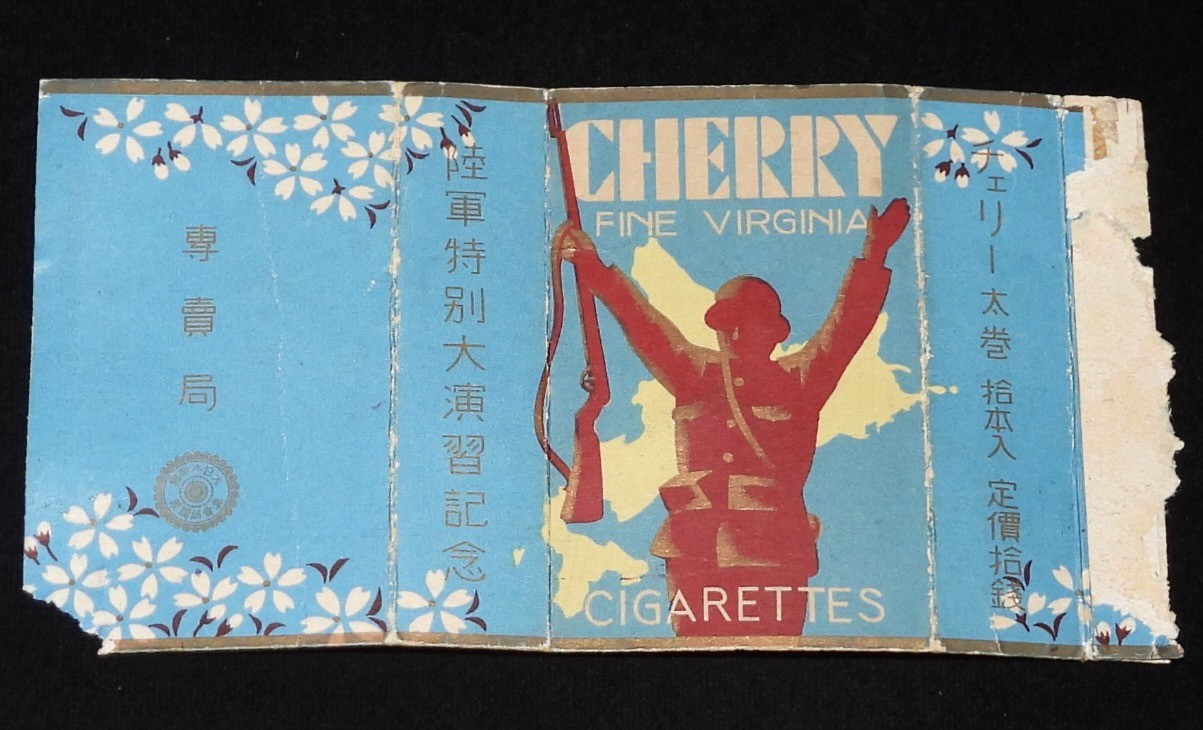 専賣局
陸軍特別大演習記念
CHERRY
FINE VIRGINIA
CIGARETTES
チェリー 太巻 拾本入 定價拾錢